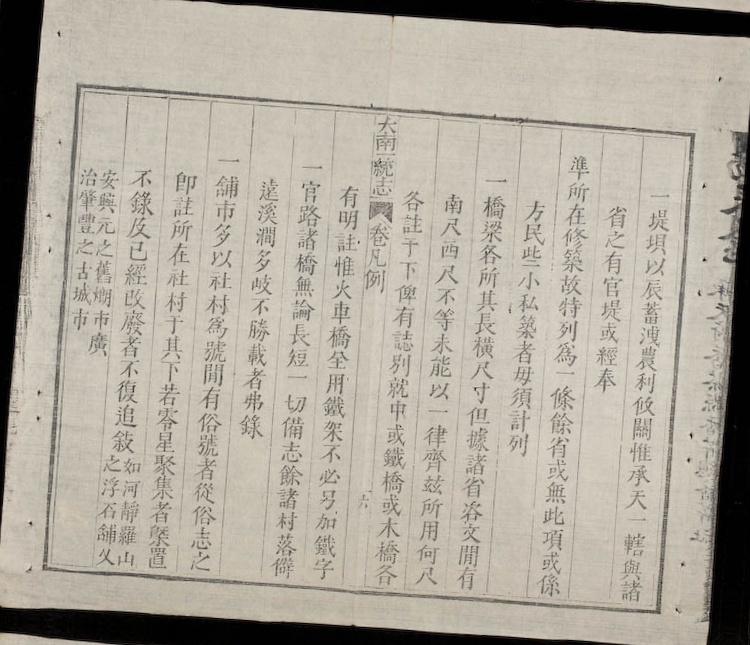 一堤垻以辰蓄洩農利攸關惟承天一轄與諸
省之有官堤或經奉
準所在修築故特列爲一條餘省或無此項或係
方民些小私築者毋須計列
一橋梁各所其長橫尺寸但據諸省咨文間有
南尺西尺不等未能以一律齊茲所用何尺
各註于下俾有誌別就中或鐵橋或木橋各
大南一統志 卷凡例 六
有明註惟火車橋全用鐵架不必另加鐵字
一官路諸橋無論長短一切備志餘諸村落僻
遠溪澗多岐不勝載者弗錄
一舖市多以社村爲號間有俗號者從俗志之
卽註所在社村于其下若零星聚集者槩置
不錄及已經改廢者不復追敍如河靜羅山
之浮石舖乂
安興元之舊𢄂市廣
治肇豐之古城市